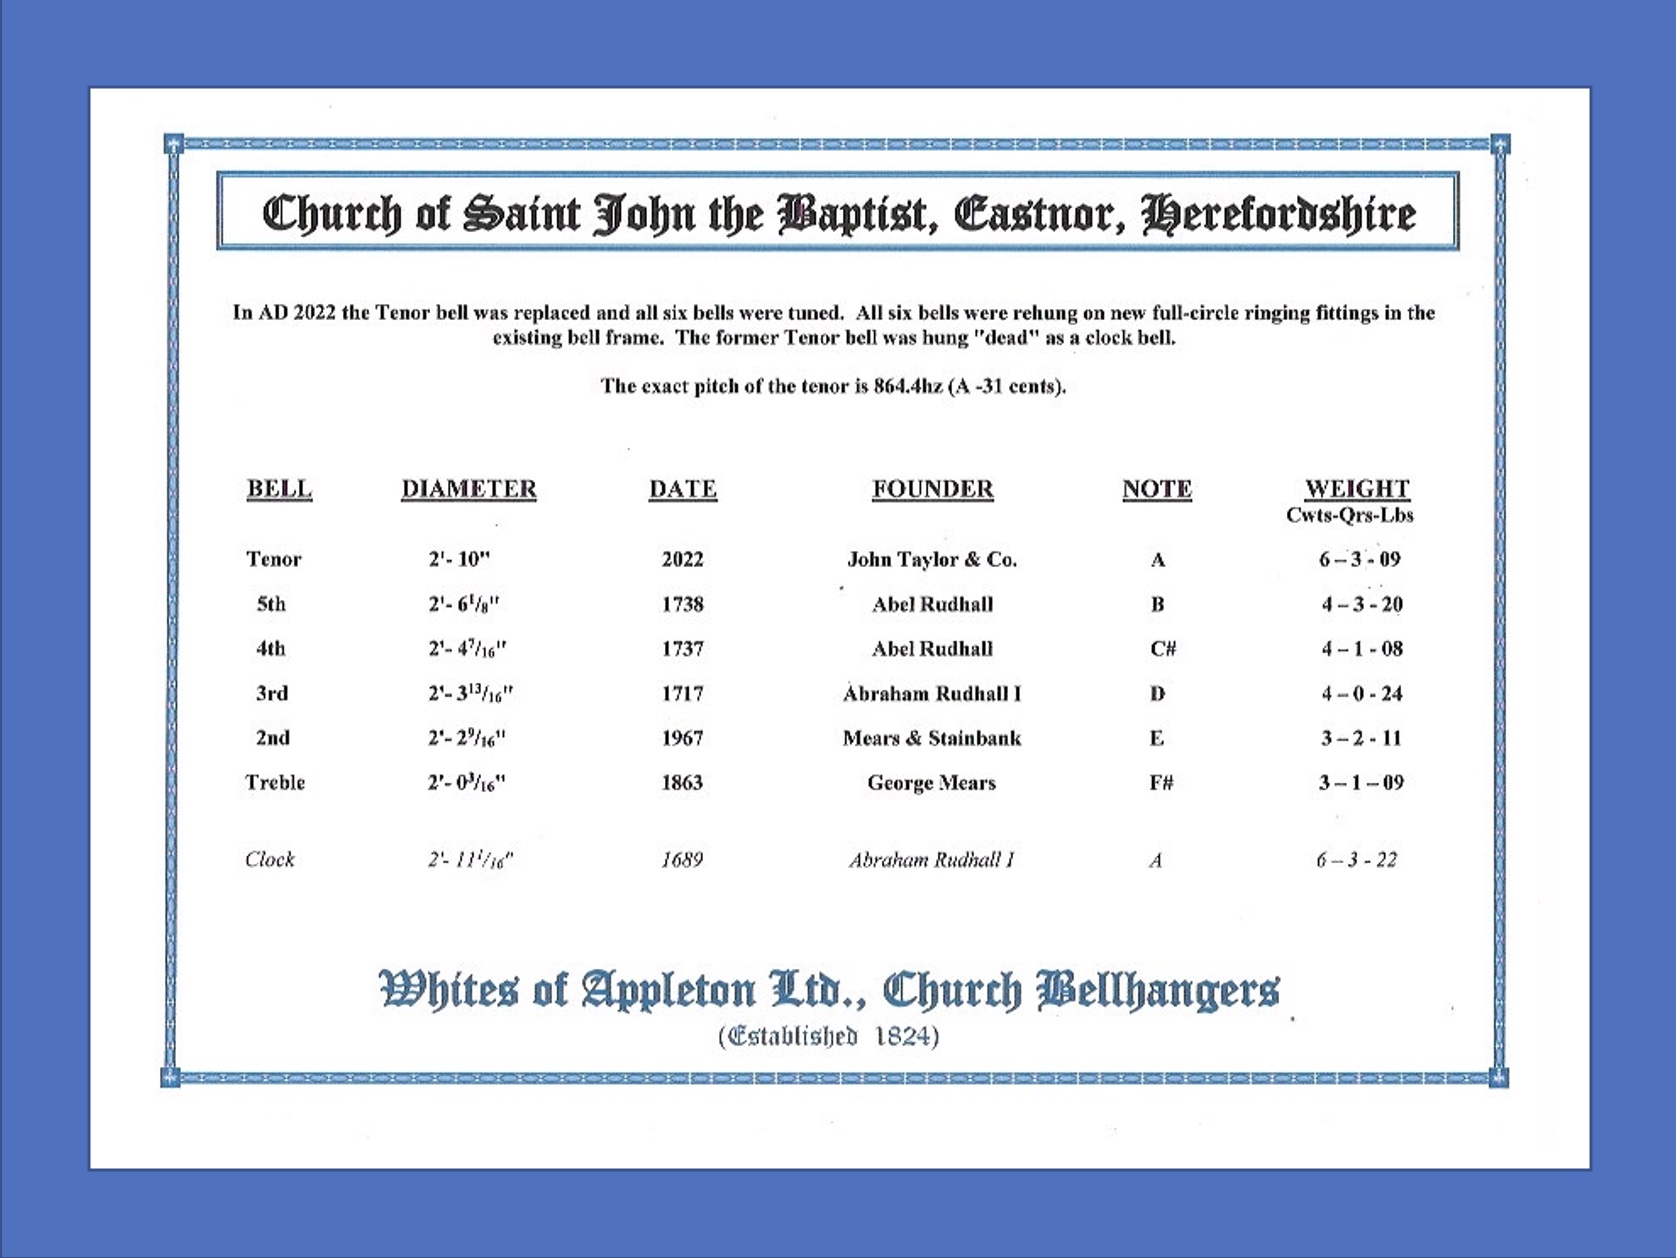 Church of Saint John the Baptist, Eastnor, Herefordshire
In AD 2022 the Tenor bell was replaced and all six bells were tuned.  All six bells were rehung on new full-circle ringing fittings in the
existing bell frame.  The former Tenor bell was hung "dead" as a clock bell.
The exact pitch of the tenor is 864.4hz (A -31 cents).
BELL DIAMETER DATE FOUNDER NOTE WEIGHT
Cwts-Qrs-Lbs
Tenor 2'- 10" 2022 John Taylor & Co. A 6 – 3 - 09
5th 2'- 6 1/8" 1738 Abel Rudhall B 4 – 3 - 20
4th 2'- 4 7/16" 1737 Abel Rudhall C# 4 – 1 - 08
3rd 2'- 3 13/16" 1717 Abraham Rudhall I D 4 – 0 - 24
2nd 2'- 2 9/16" 1967 Mears & Stainbank E 3 – 2 - 11
Treble 2'- 0 3/16" 1863 George Mears F# 3 – 1 – 09
Clock 2'- 11 1/16" 1689 Abraham Rudhall I A 6 – 3 - 22
Whites of Appleton Ltd., Church Bellhangers
(Established 1824)